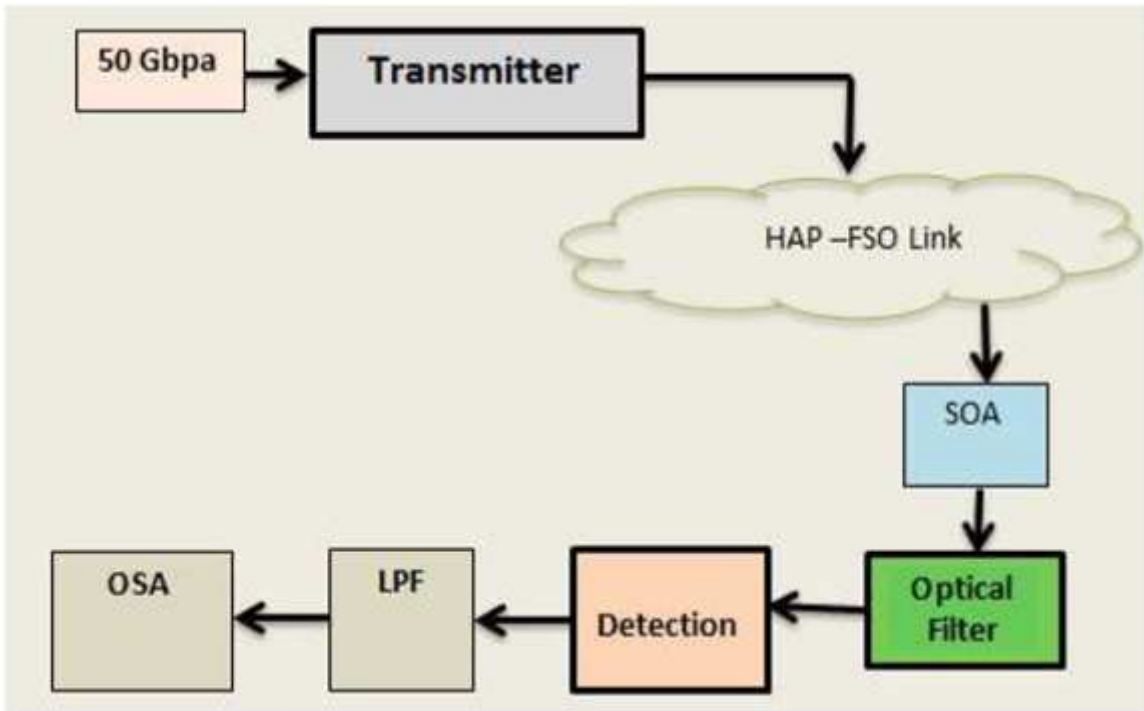 50 Gbpa
Transmitter
HAP –FSO Link
SOA
Optical
Filter
Detection
LPF
OSA